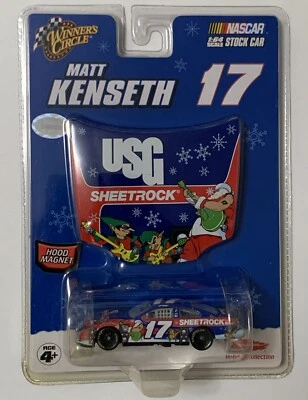 WINNER'S CIRCLE
NASCAR
1:64 SCALE STOCK CAR
MATT
KENSETH 17
USG
SHEETROCK
HOOD
MAGNET
17 SHEETROCK
AGE
4+